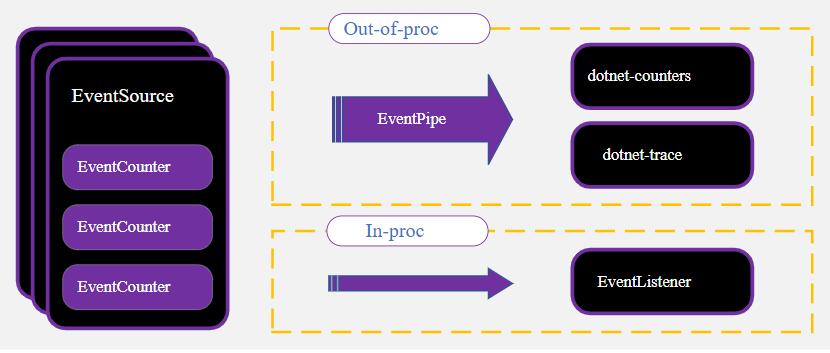 EventSource
EventCounter
EventCounter
EventCounter
Out-of-proc
EventPipe
dotnet-counters
dotnet-trace
In-proc
EventListener